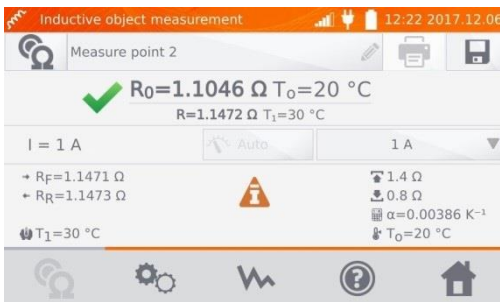 Inductive object measurement 12:22 2017.12.06
Measure point 2
R0=1.1046 Ω To=20 °C
R=1.1472 Ω T1=30 °C
I = 1 A Auto 1 A
RF=1.1471 Ω 1.4 Ω
RR=1.1473 Ω 0.8 Ω
α=0.00386 K⁻¹
T1=30 °C To=20 °C